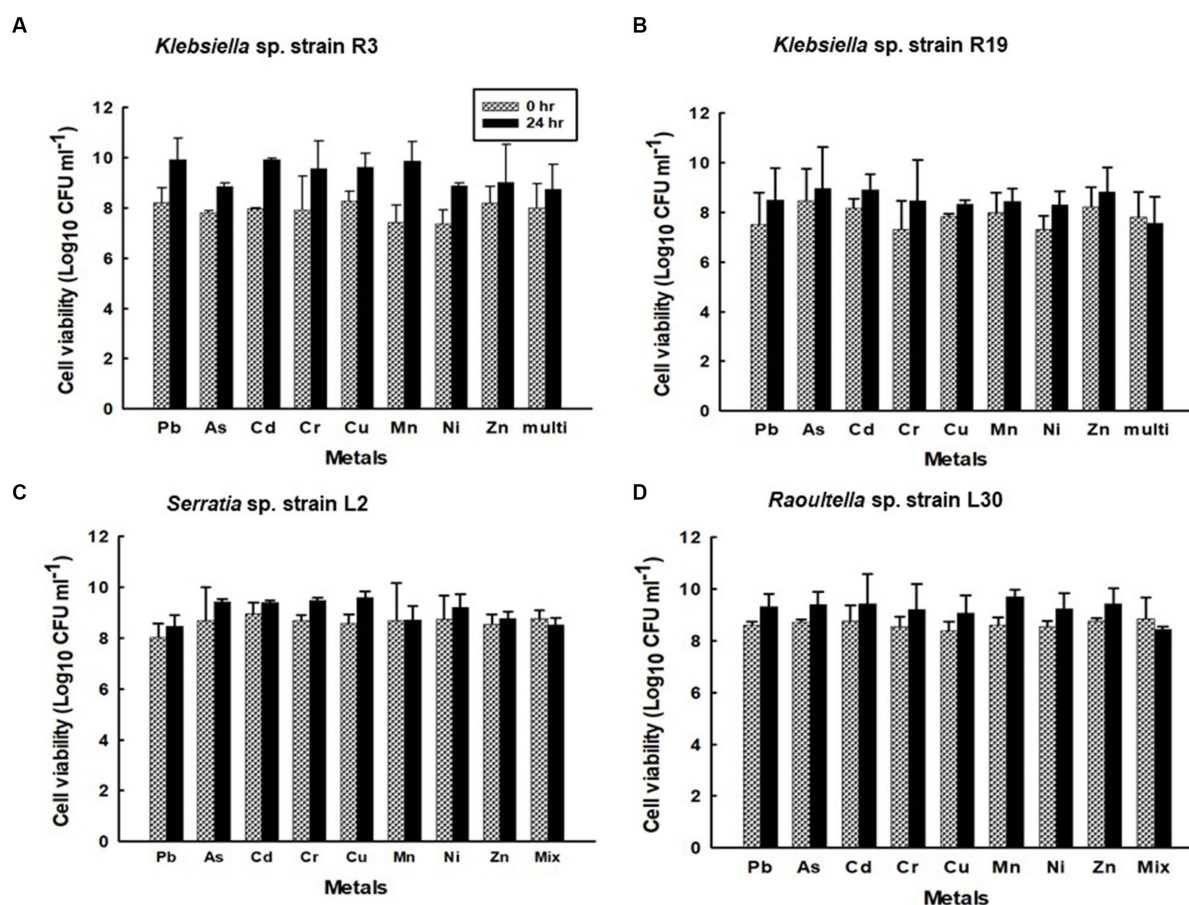 A
Klebsiella sp. strain R3
Cell viability (Log10 CFU ml-1)
12
10
8
6
4
2
0
0 hr
24 hr
Pb As Cd Cr Cu Mn Ni Zn multi
Metals
B
Klebsiella sp. strain R19
Cell viability (Log10 CFU ml-1)
12
10
8
6
4
2
0
Pb As Cd Cr Cu Mn Ni Zn multi
Metals
C
Serratia sp. strain L2
Cell viability (Log10 CFU ml-1)
12
10
8
6
4
2
0
Pb As Cd Cr Cu Mn Ni Zn Mix
Metals
D
Raoultella sp. strain L30
Cell viability (Log10 CFU ml-1)
12
10
8
6
4
2
0
Pb As Cd Cr Cu Mn Ni Zn Mix
Metals